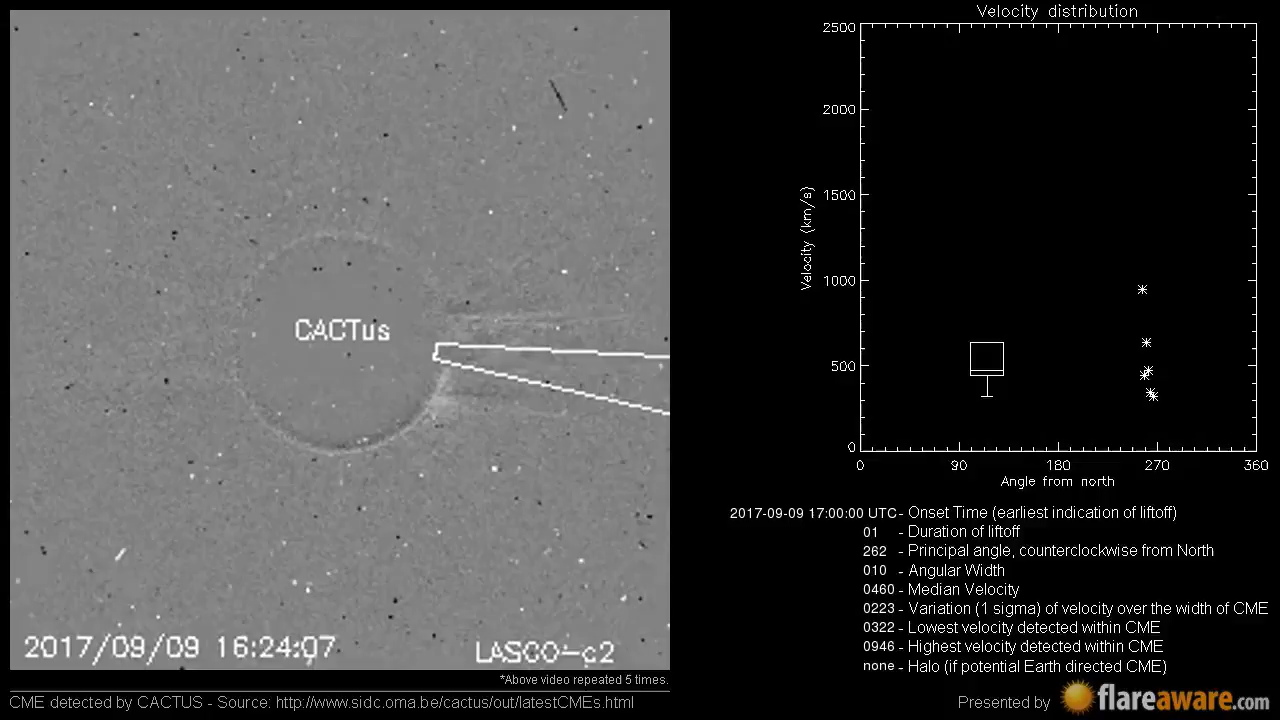 CACTus
2017/09/09 16:24:07
LASCO-c2
*Above video repeated 5 times.
CME detected by CACTUS - Source: http://www.sidc.oma.be/cactus/out/latestCMEs.html
Velocity distribution
Velocity (km/s)
2500
2000
1500
1000
500
0
0 90 180 270 360
Angle from north
2017-09-09 17:00:00 UTC - Onset Time (earliest indication of liftoff)
01 - Duration of liftoff
262 - Principal angle, counterclockwise from North
010 - Angular Width
0460 - Median Velocity
0223 - Variation (1 sigma) of velocity over the width of CME
0322 - Lowest velocity detected within CME
0946 - Highest velocity detected within CME
none - Halo (if potential Earth directed CME)
Presented by flareaware.com